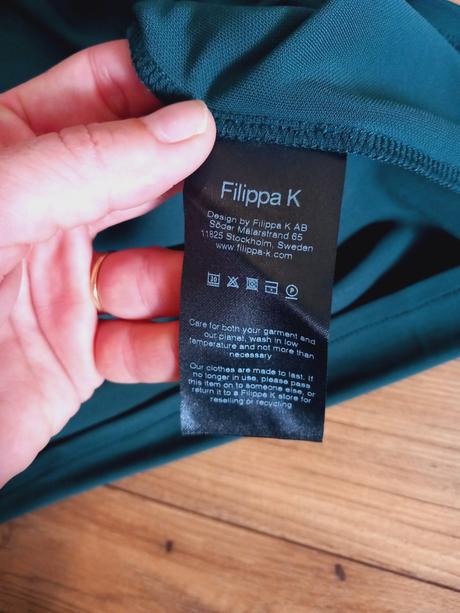 Filippa K
Design by Filippa K AB
Söder Mälarstrand 65
11825 Stockholm, Sweden
www.filippa-k.com
30
P
Care for both your garment and
our planet, wash in low
temperature and not more than
necessary
Our clothes are made to last. If
no longer in use, please pass
this item on to someone else, or
return it to a Filippa K store for
reselling or recycling